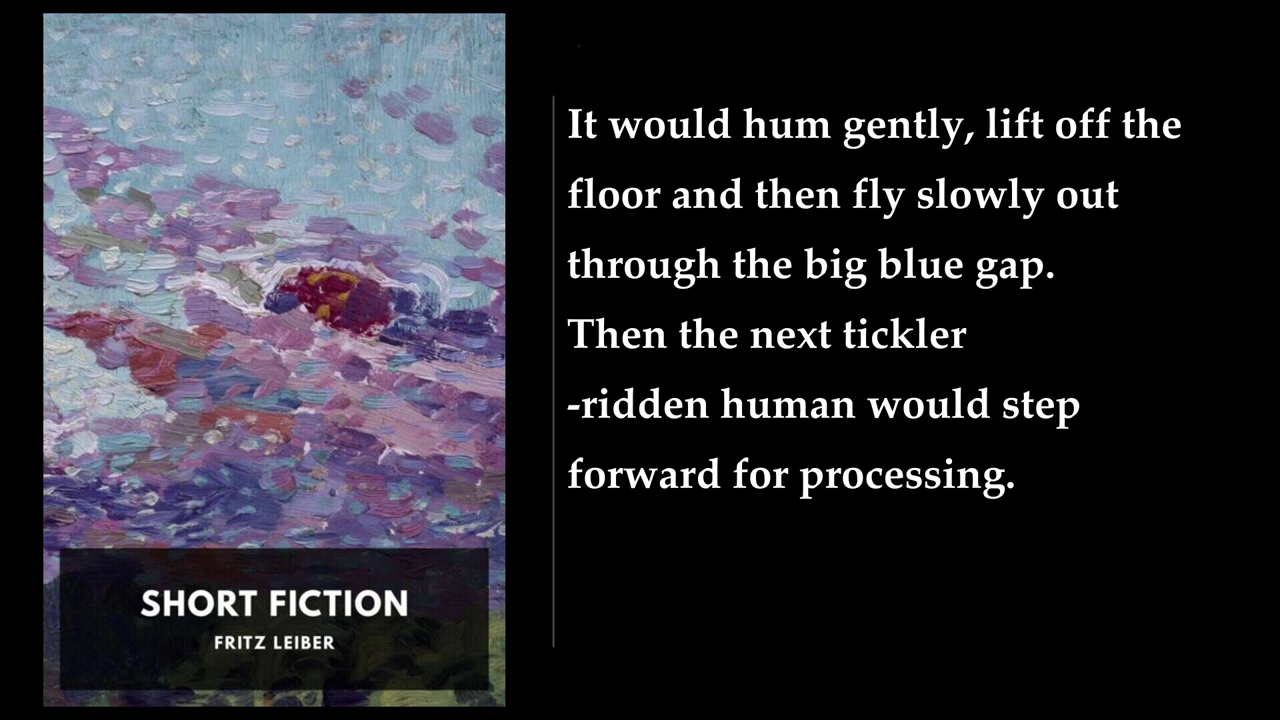 SHORT FICTION
FRITZ LEIBER
It would hum gently, lift off the
floor and then fly slowly out
through the big blue gap.
Then the next tickler
-ridden human would step
forward for processing.